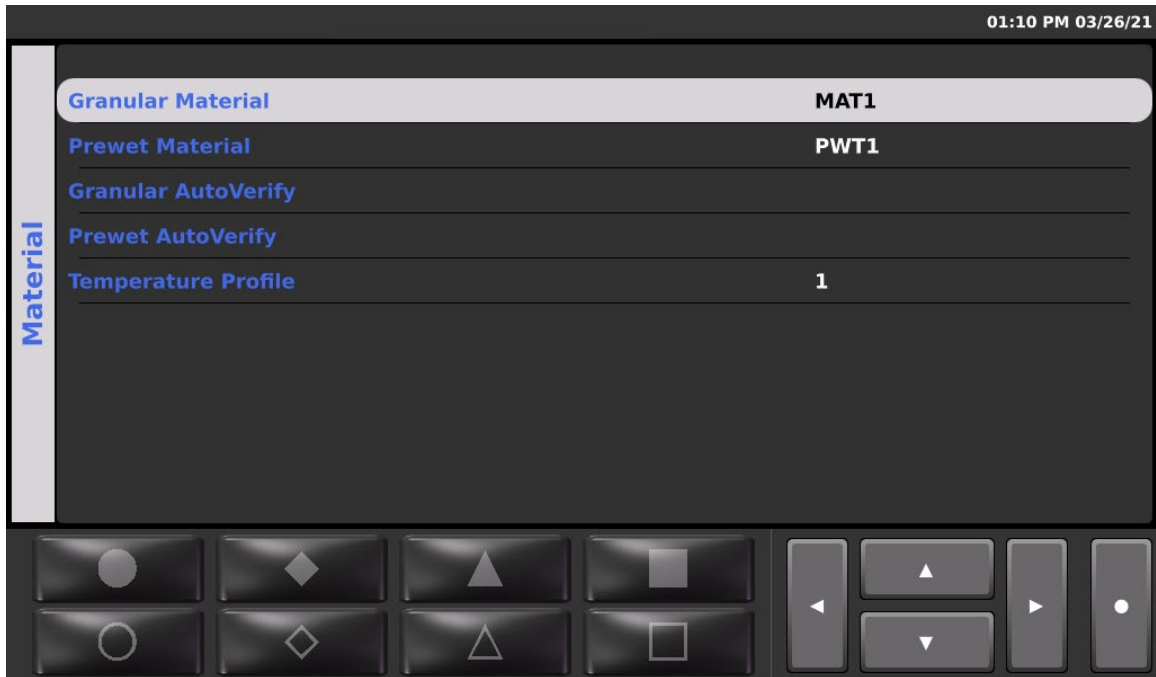 01:10 PM 03/26/21
Material
Granular Material MAT1
Prewet Material PWT1
Granular AutoVerify
Prewet AutoVerify
Temperature Profile 1